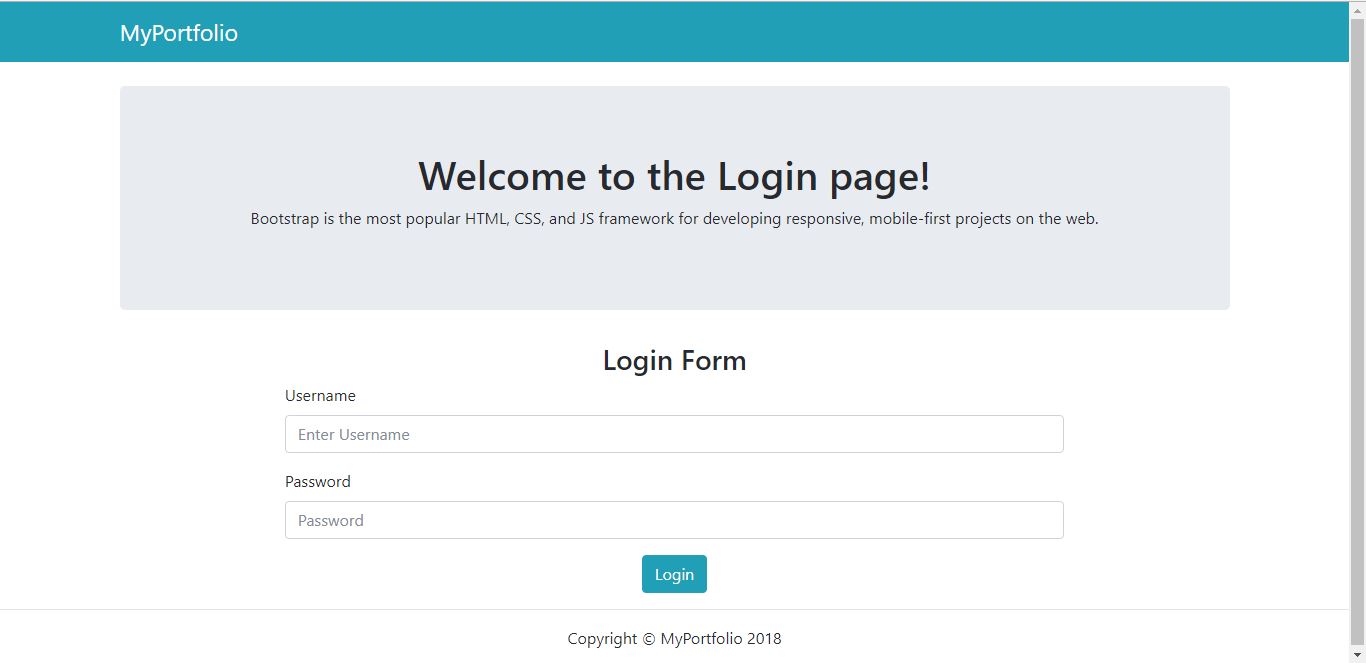 MyPortfolio
Welcome to the Login page!
Bootstrap is the most popular HTML, CSS, and JS framework for developing responsive, mobile-first projects on the web.
Login Form
Username
Enter Username
Password
Password
Login
Copyright © MyPortfolio 2018